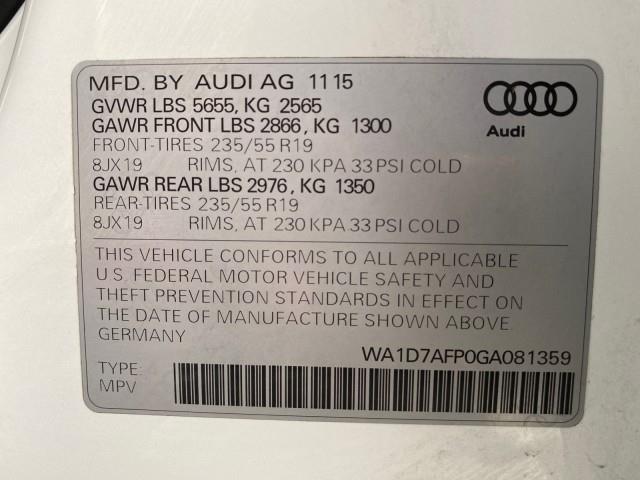 MFD. BY AUDI AG 11 15
GVWR LBS 5655, KG 2565
GAWR FRONT LBS 2866, KG 1300
FRONT-TIRES 235/55 R19
8JX19 RIMS, AT 230 KPA 33 PSI COLD
GAWR REAR LBS 2976, KG 1350
REAR-TIRES 235/55 R19
8JX19 RIMS, AT 230 KPA 33 PSI COLD
Audi
THIS VEHICLE CONFORMS TO ALL APPLICABLE
U.S. FEDERAL MOTOR VEHICLE SAFETY AND
THEFT PREVENTION STANDARDS IN EFFECT ON
THE DATE OF MANUFACTURE SHOWN ABOVE.
GERMANY
WA1D7AFP0GA081359
TYPE:
MPV